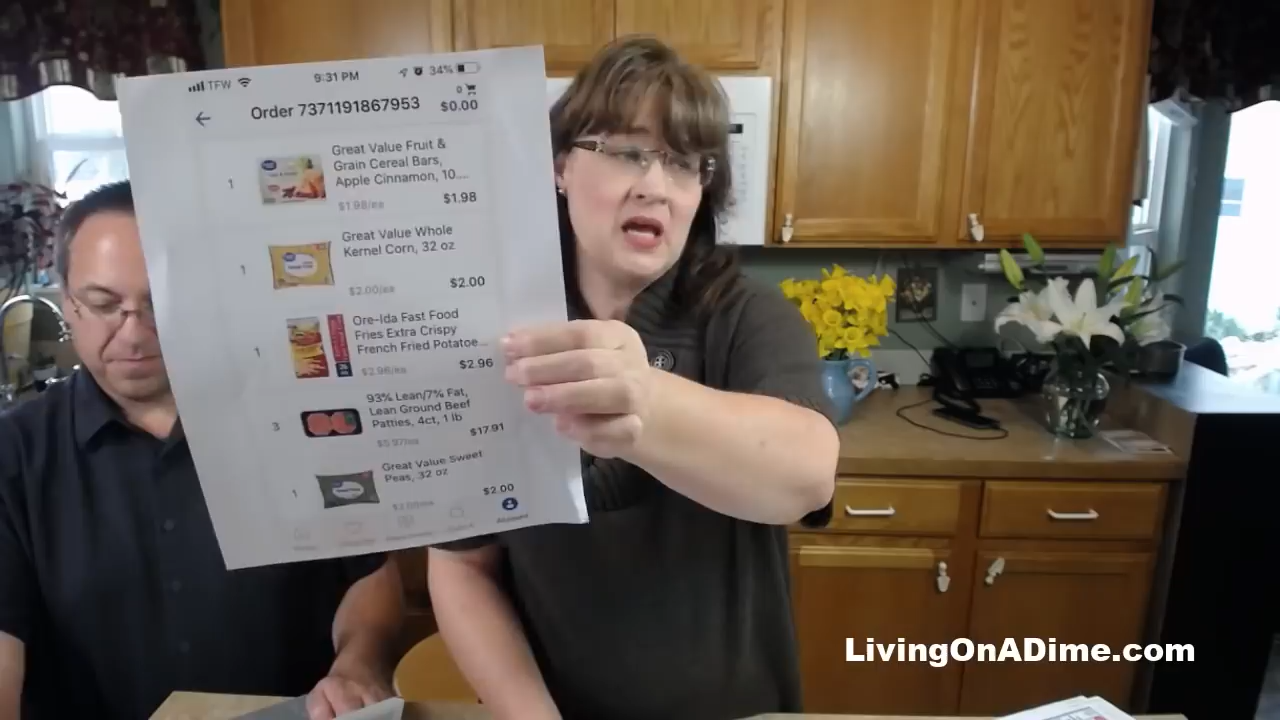 TFW 9:31 PM 34%
0
Order 7371191867953 $0.00
Great Value Fruit &
Grain Cereal Bars,
Apple Cinnamon, 10....
1
$1.98/ea $1.98
Great Value Whole
Kernel Corn, 32 oz
1
$2.00/ea $2.00
Ore-Ida Fast Food
Fries Extra Crispy
French Fried Potatoe...
1
$2.96/ea $2.96
93% Lean/7% Fat,
Lean Ground Beef
Patties, 4ct, 1 lb
3
$5.97/ea $17.91
Great Value Sweet
Peas, 32 oz
1
$2.00/ea $2.00
Account
LivingOnADime.com